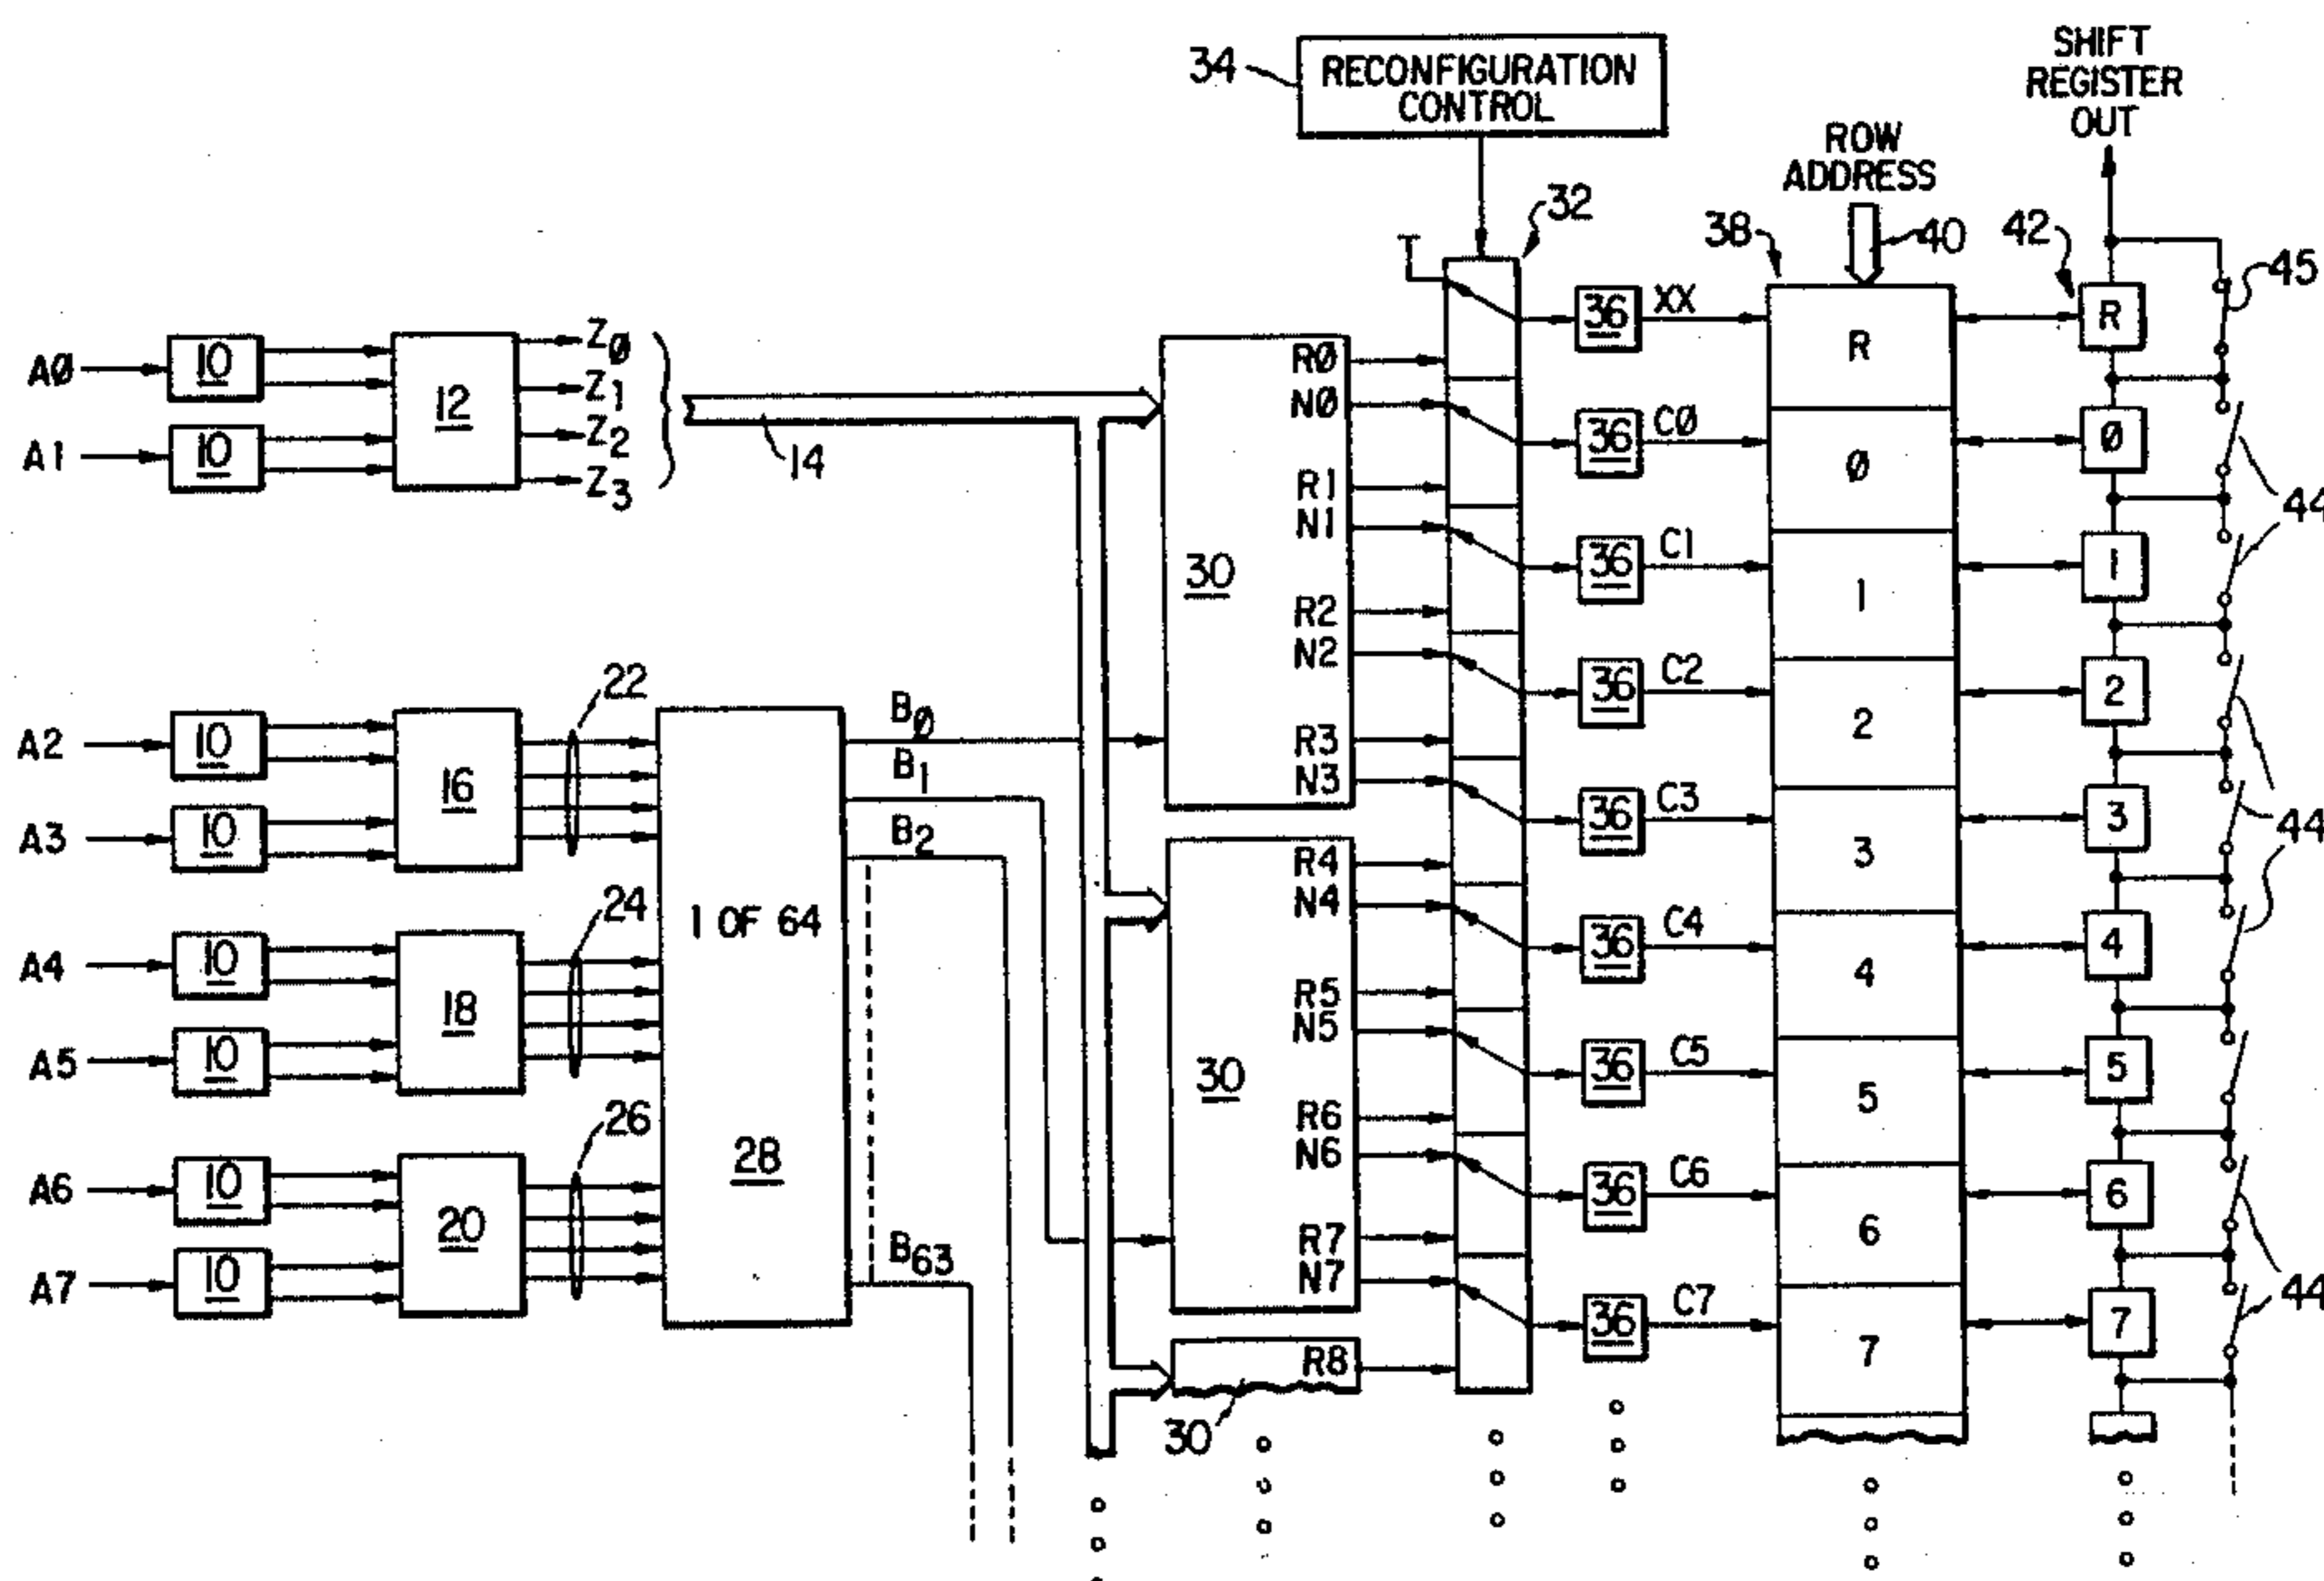 SHIFT
REGISTER
OUT
34
RECONFIGURATION
CONTROL
ROW
ADDRESS
32
38
40
42
45
A0 10 12 Z0
Z1
Z2
Z3
A1 10
14
30
R0
N0
R1
N1
R2
N2
R3
N3
36 XX R R
36 C0 0 0
44
36 C1 1 1
36 C2 2 2
36 C3 3 3
44
A2 10 16 22
A3 10
24
A4 10 18
A5 10
26
A6 10 20
A7 10
1 OF 64
28
B0
B1
B2
B63
30
R4
N4
R5
N5
R6
N6
R7
N7
36 C4 4 4
36 C5 5 5
36 C6 6 6
44
36 C7 7 7
R8
30